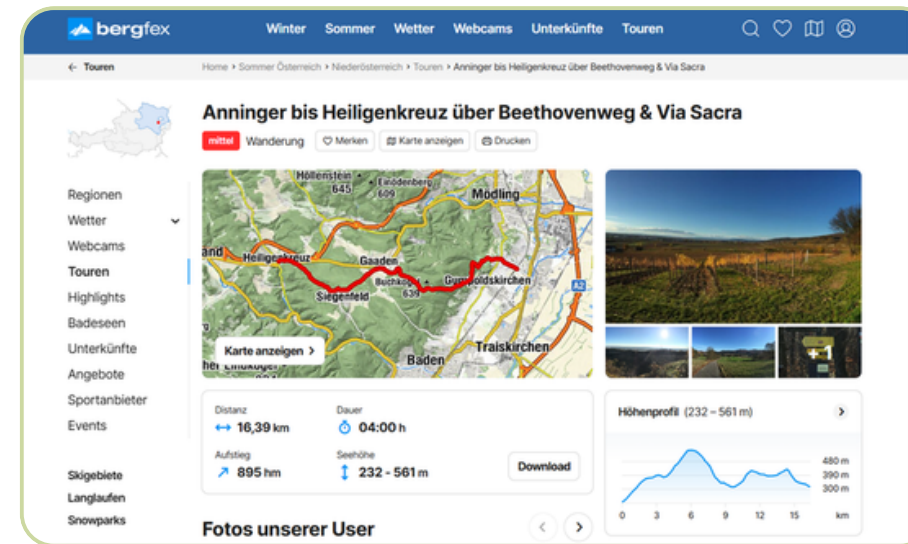 bergfex
Winter Sommer Wetter Webcams Unterkünfte Touren
← Touren
Home › Sommer Österreich › Niederösterreich › Touren › Anninger bis Heiligenkreuz über Beethovenweg & Via Sacra
Anninger bis Heiligenkreuz über Beethovenweg & Via Sacra
mittel Wanderung Merken Karte anzeigen Drucken
Regionen
Wetter
Webcams
Touren
Highlights
Badeseen
Unterkünfte
Angebote
Sportanbieter
Events
Skigebiete
Langlaufen
Snowparks
Höllenstein
645
Einödenberg
609
Mödling
and
Heiligenkreuz
Gaaden
Buchkogel
639
Gumpoldskirchen
Siegenfeld
A2
Traiskirchen
Baden
Karte anzeigen >
+1
Distanz
16,39 km
Dauer
04:00 h
Aufstieg
895 hm
Seehöhe
232 - 561 m
Download
Höhenprofil (232 – 561 m)
480 m
390 m
300 m
0 3 6 9 12 15 km
Fotos unserer User